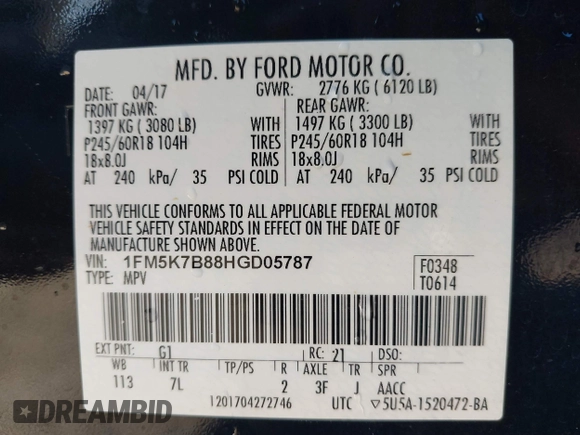 MFD. BY FORD MOTOR CO.
DATE: 04/17 GVWR: 2776 KG ( 6120 LB)
FRONT GAWR: REAR GAWR:
1397 KG ( 3080 LB) WITH 1497 KG ( 3300 LB) WITH
P245/60R18 104H TIRES P245/60R18 104H TIRES
18x8.0J RIMS 18x8.0J RIMS
AT 240 kPa/ 35 PSI COLD AT 240 kPa/ 35 PSI COLD
THIS VEHICLE CONFORMS TO ALL APPLICABLE FEDERAL MOTOR
VEHICLE SAFETY STANDARDS IN EFFECT ON THE DATE OF
MANUFACTURE SHOWN ABOVE.
VIN: 1FM5K7B88HGD05787 F0348
TYPE: MPV T0614
EXT PNT: G1 RC: 21 DSO:
WB INT TR TP/PS R AXLE TR SPR
113 7L 2 3F J AACC
1201704272746 UTC ▽5U5A-1520472-BA
AUTOBIDMASTER